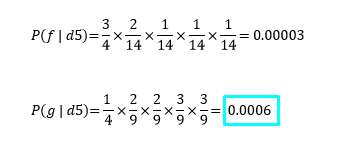 P(f | d5)=3/4×2/14×1/14×1/14×1/14=0.00003
P(g | d5)=1/4×2/9×2/9×3/9×3/9=0.0006